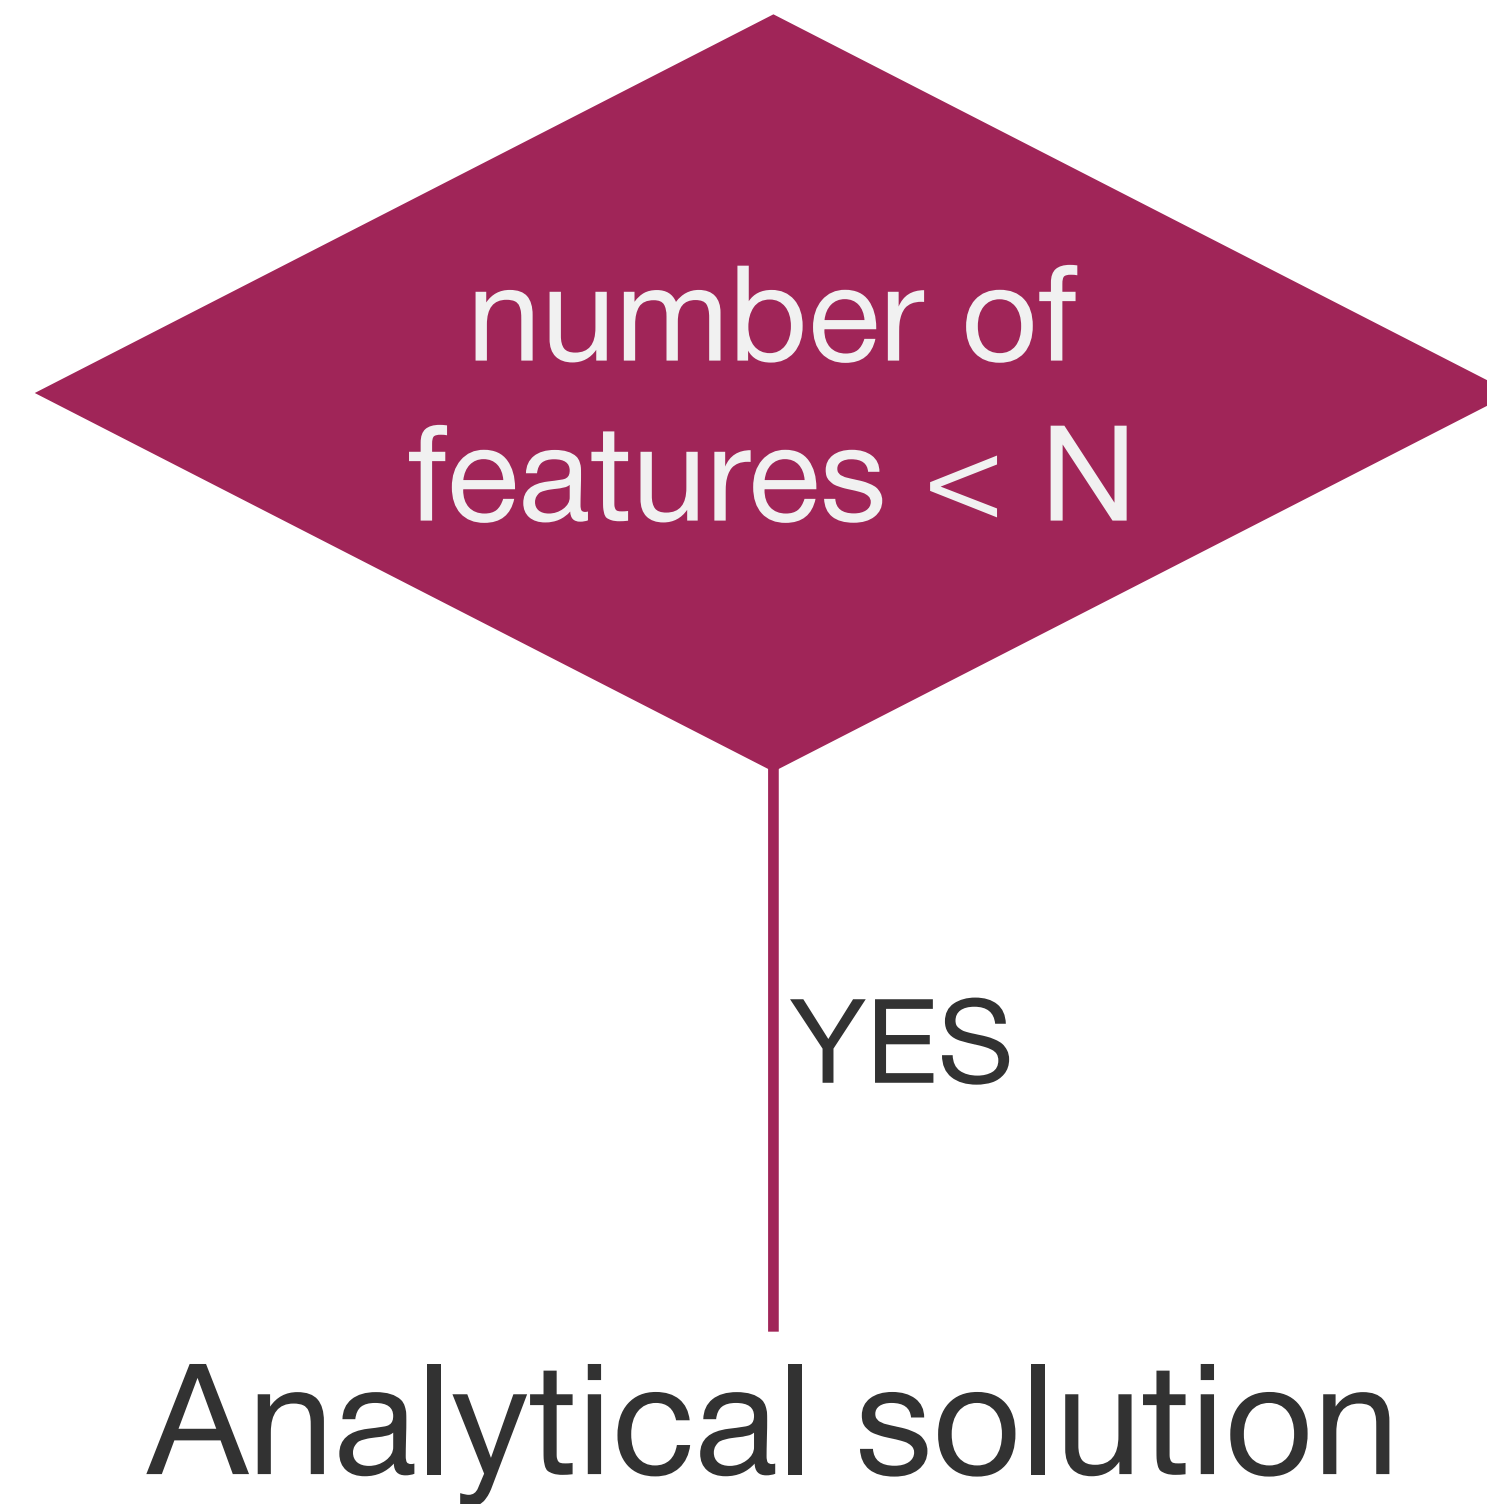 number of
features < N
YES
Analytical solution